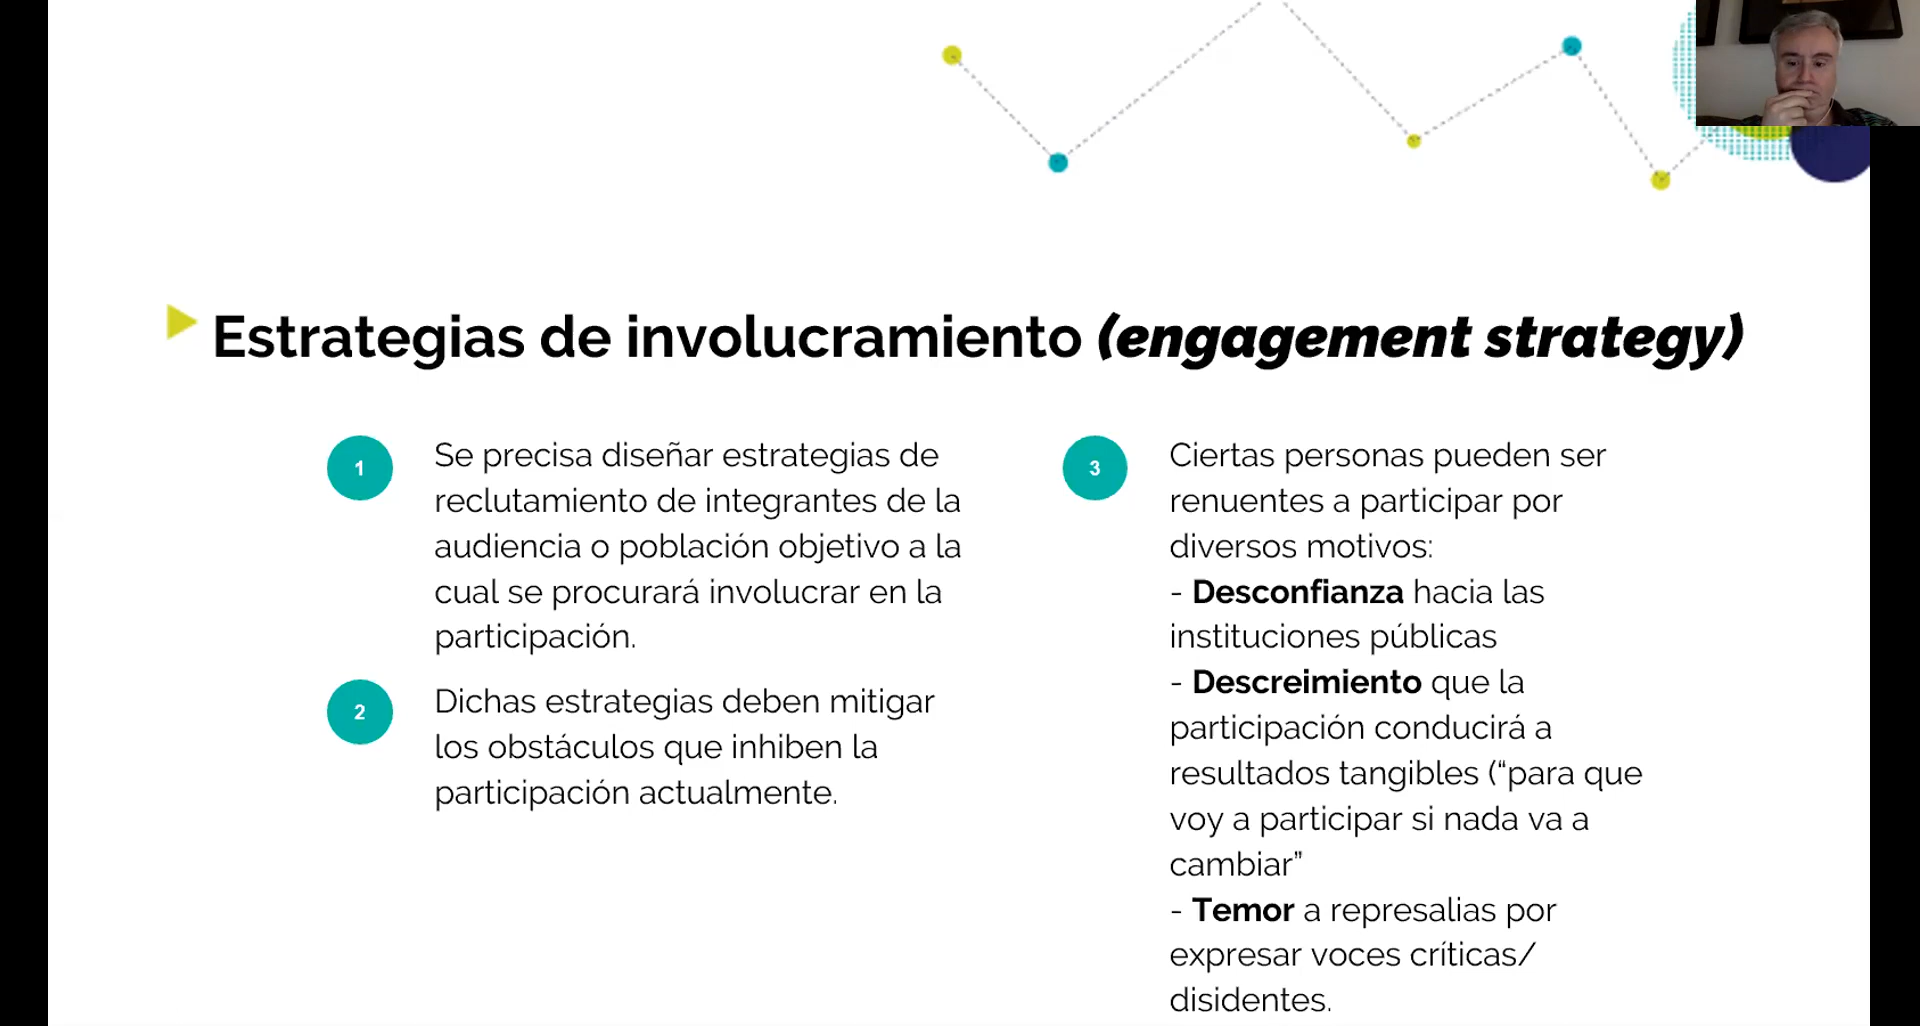 Estrategias de involucramiento (engagement strategy)
1
Se precisa diseñar estrategias de
reclutamiento de integrantes de la
audiencia o población objetivo a la
cual se procurará involucrar en la
participación.
2
Dichas estrategias deben mitigar
los obstáculos que inhiben la
participación actualmente.
3
Ciertas personas pueden ser
renuentes a participar por
diversos motivos:
- Desconfianza hacia las
instituciones públicas
- Descreimiento que la
participación conducirá a
resultados tangibles (“para que
voy a participar si nada va a
cambiar”
- Temor a represalias por
expresar voces críticas/
disidentes.